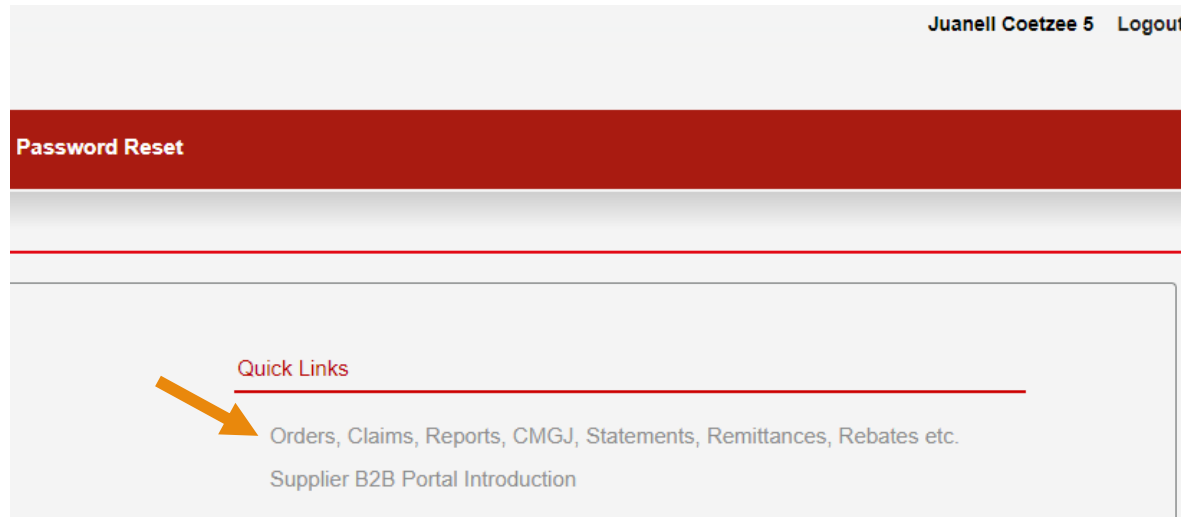 Juanell Coetzee 5 Logout
Password Reset
Quick Links
Orders, Claims, Reports, CMGJ, Statements, Remittances, Rebates etc.
Supplier B2B Portal Introduction